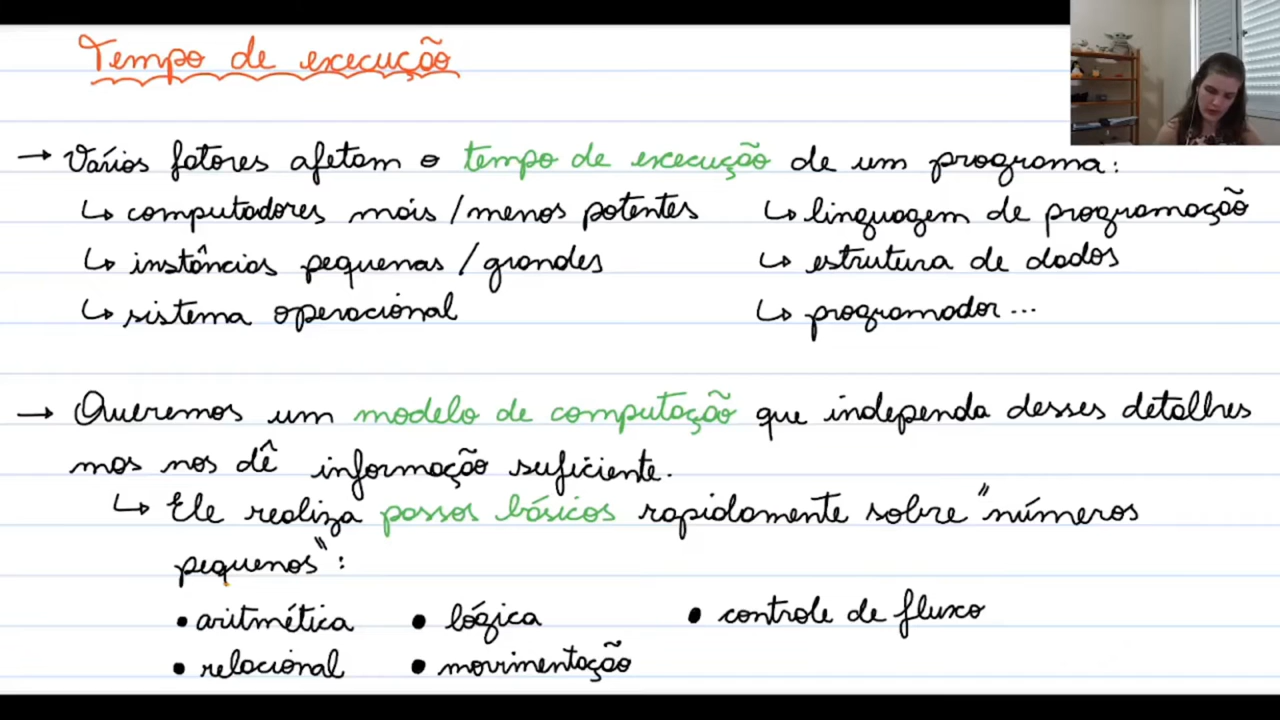 Tempo de execução
→ Vários fatores afetam o tempo de execução de um programa:
↳ computadores mais/menos potentes
↳ linguagem de programação
↳ instâncias pequenas/grandes
↳ estrutura de dados
↳ sistema operacional
↳ programador...
→ Queremos um modelo de computação que independa desses detalhes
mas nos dê informação suficiente.
↳ Ele realiza passos básicos rapidamente sobre "números
pequenos":
• aritmética • lógica • controle de fluxo
• relacional • movimentação